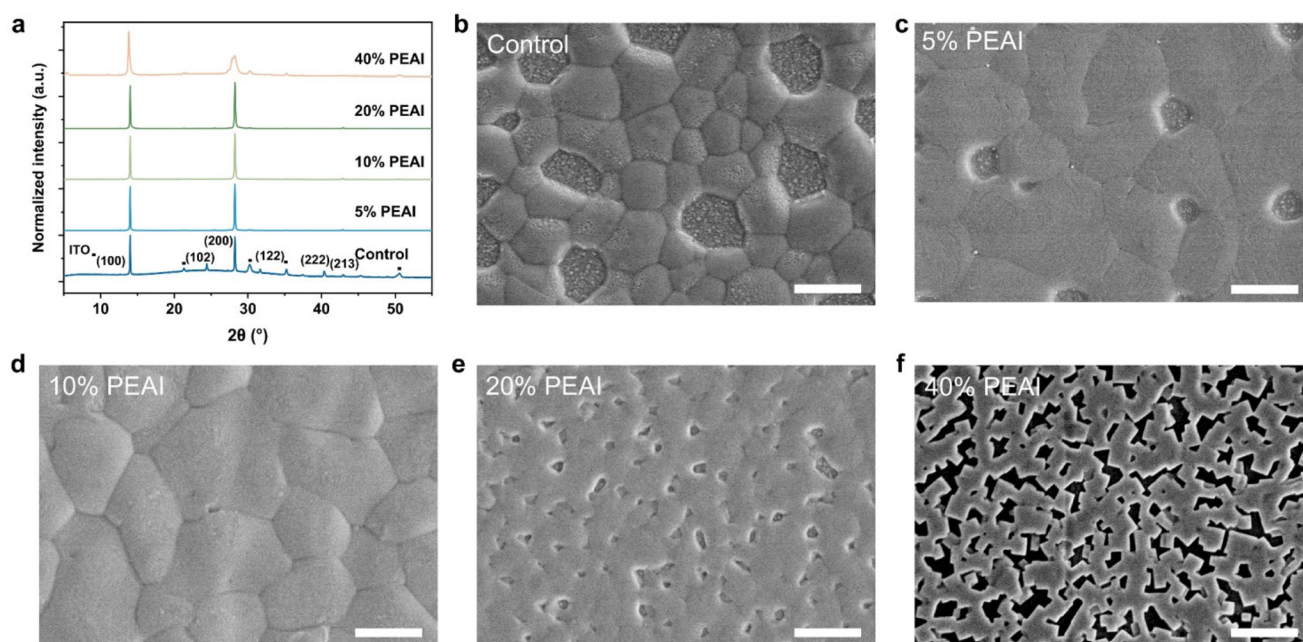 a
Normalized intensity (a.u.)
40% PEAI
20% PEAI
10% PEAI
5% PEAI
Control
ITO
(100)
(102)
(200)
(122)
(222)
(213)
10 20 30 40 50
2θ (°)
b
Control
c
5% PEAI
d
10% PEAI
e
20% PEAI
f
40% PEAI